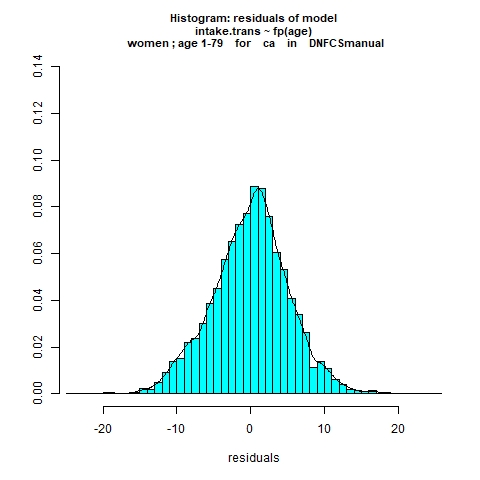 Histogram: residuals of model
intake.trans ~ fp(age)
women ; age 1-79 for ca in DNFCSmanual
0.14
0.12
0.10
0.08
0.06
0.04
0.02
0.00
-20 -10 0 10 20
residuals